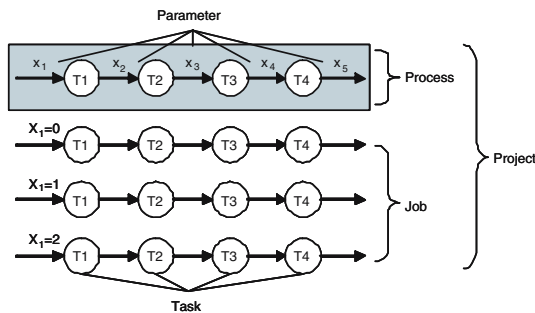 Parameter
x1 x2 x3 x4 x5
T1 T2 T3 T4
Process
X1=0
T1 T2 T3 T4
Project
X1=1
T1 T2 T3 T4
Job
X1=2
T1 T2 T3 T4
Task